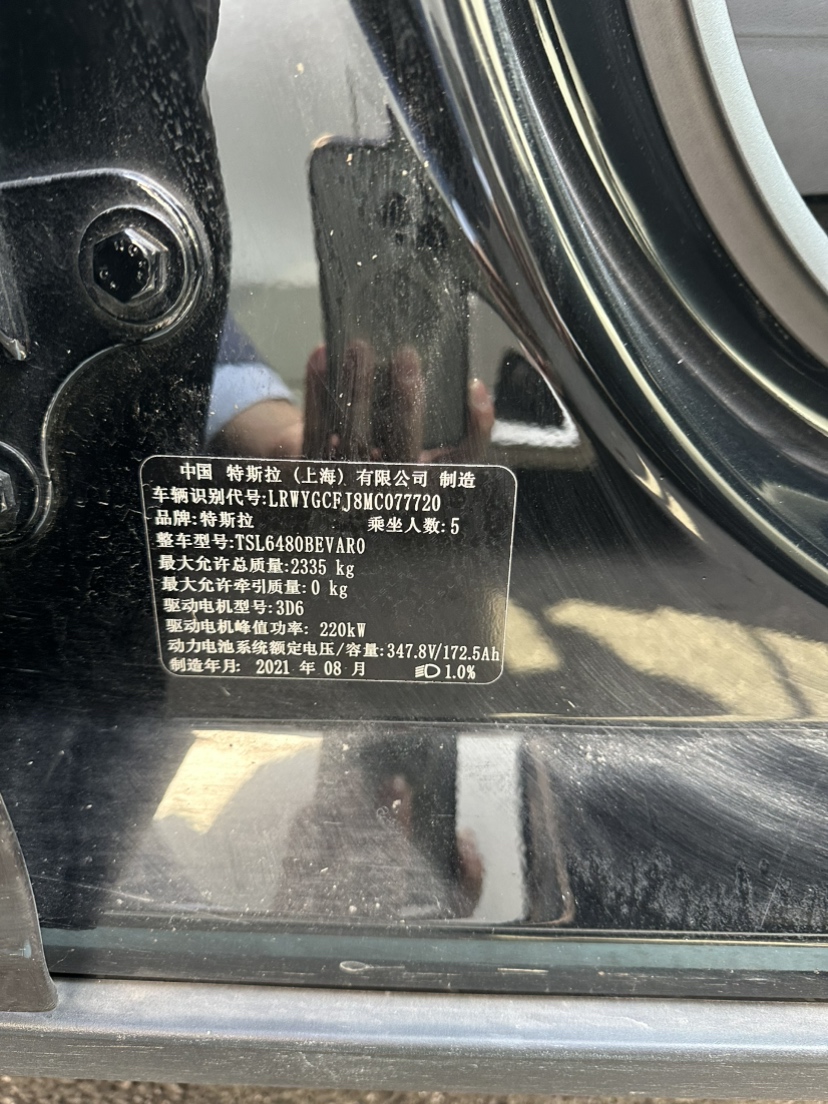 中国 特斯拉 (上海) 有限公司 制造
车辆识别代号:LRWYGCFJ8MC077720
品牌:特斯拉 乘坐人数:5
整车型号:TSL6480BEVAR0
最大允许总质量:2335 kg
最大允许牵引质量:0 kg
驱动电机型号:3D6
驱动电机峰值功率: 220kW
动力电池系统额定电压/容量:347.8V/172.5Ah
制造年月: 2021 年 08 月 1.0%